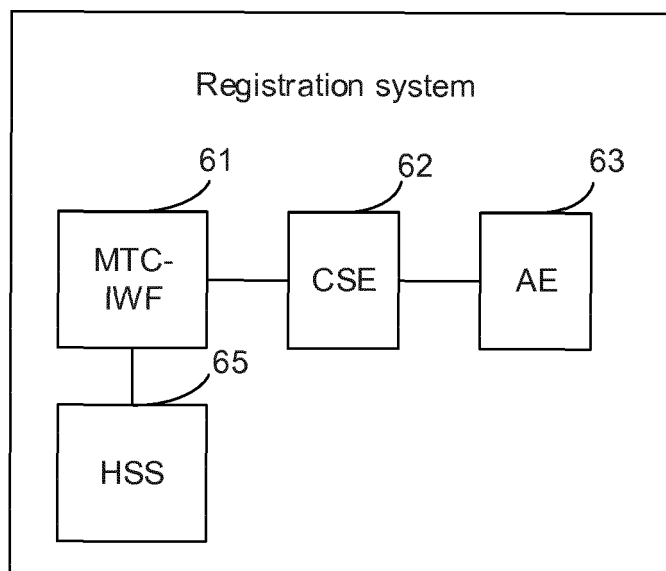 Registration system
61
62
63
MTC-
IWF
CSE
AE
65
HSS